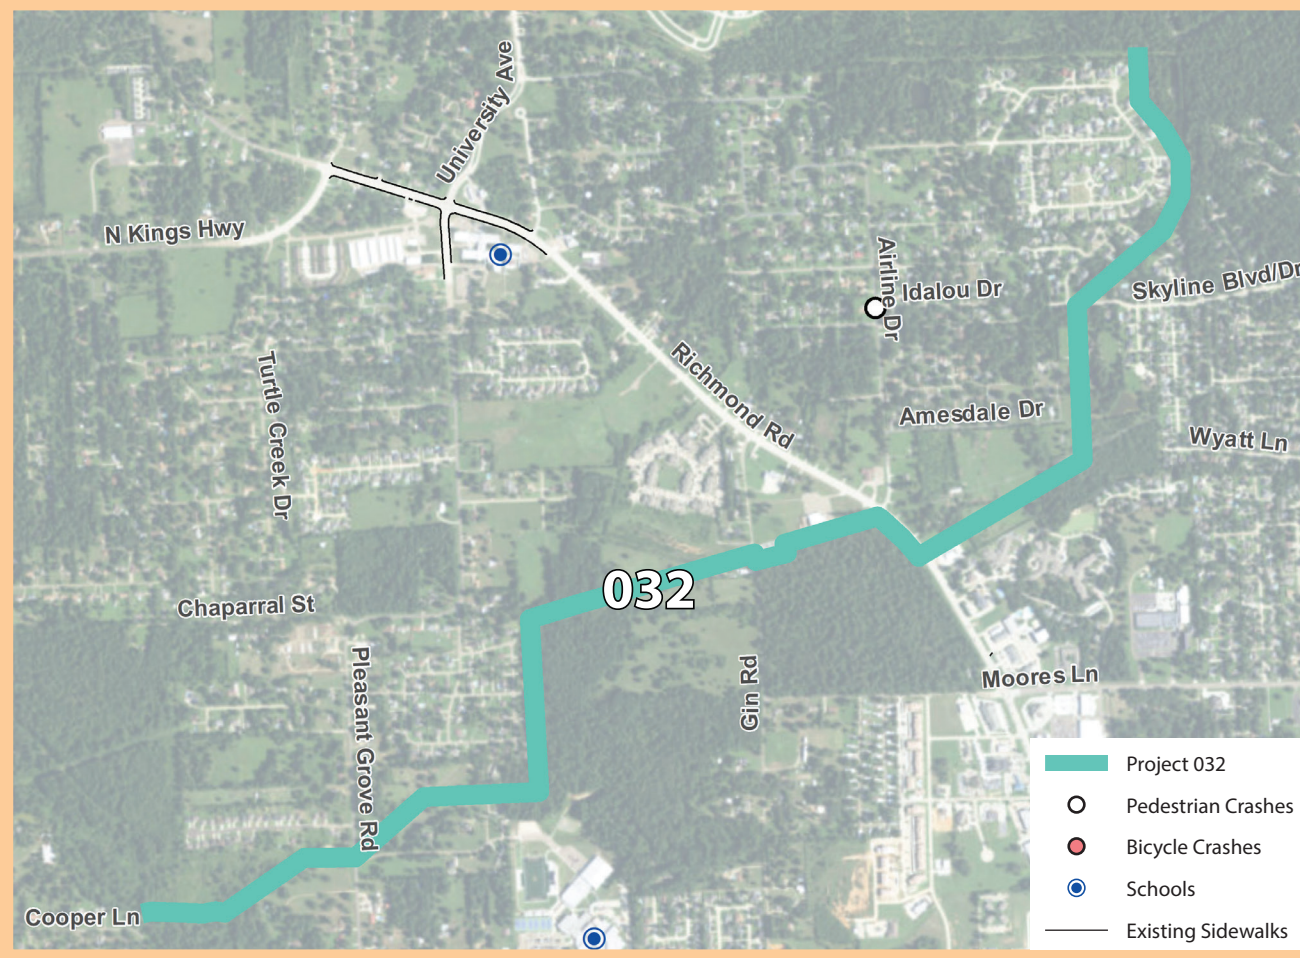 University Ave
N Kings Hwy
Airline Dr
Idalou Dr
Skyline Blvd/Dr
Turtle Creek Dr
Richmond Rd
Amesdale Dr
Wyatt Ln
032
Chaparral St
Pleasant Grove Rd
Gin Rd
Moores Ln
Cooper Ln
Project 032
Pedestrian Crashes
Bicycle Crashes
Schools
Existing Sidewalks